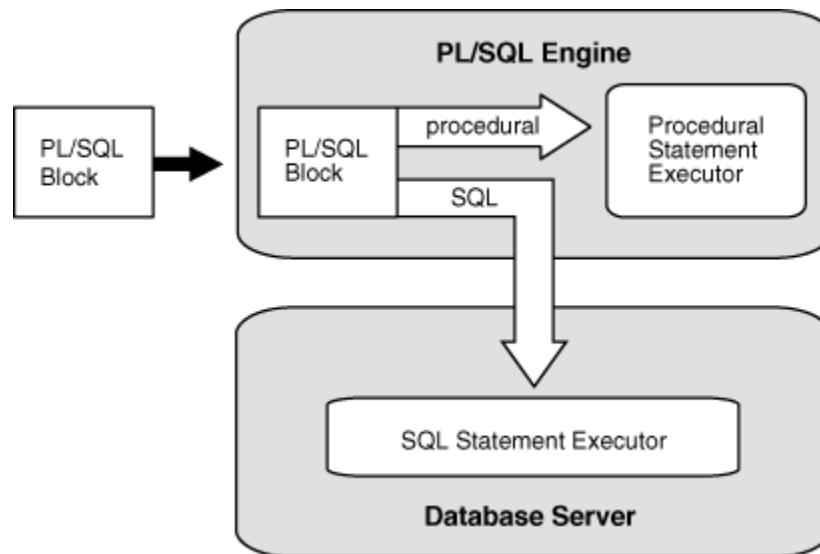 PL/SQL Engine
PL/SQL
Block
PL/SQL
Block
procedural
SQL
Procedural
Statement
Executor
SQL Statement Executor
Database Server